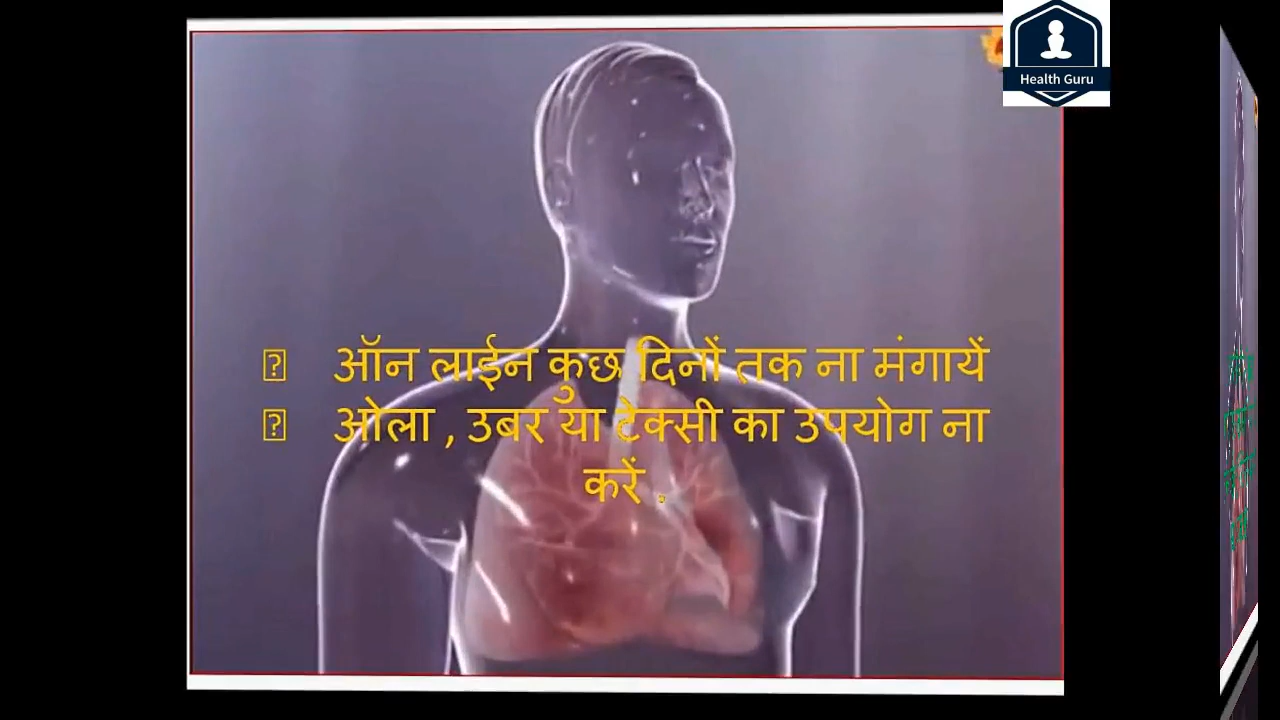 Health Guru
ऑन लाईन कुछ दिनों तक ना मंगायें
ओला , उबर या टेक्सी का उपयोग ना
करें .